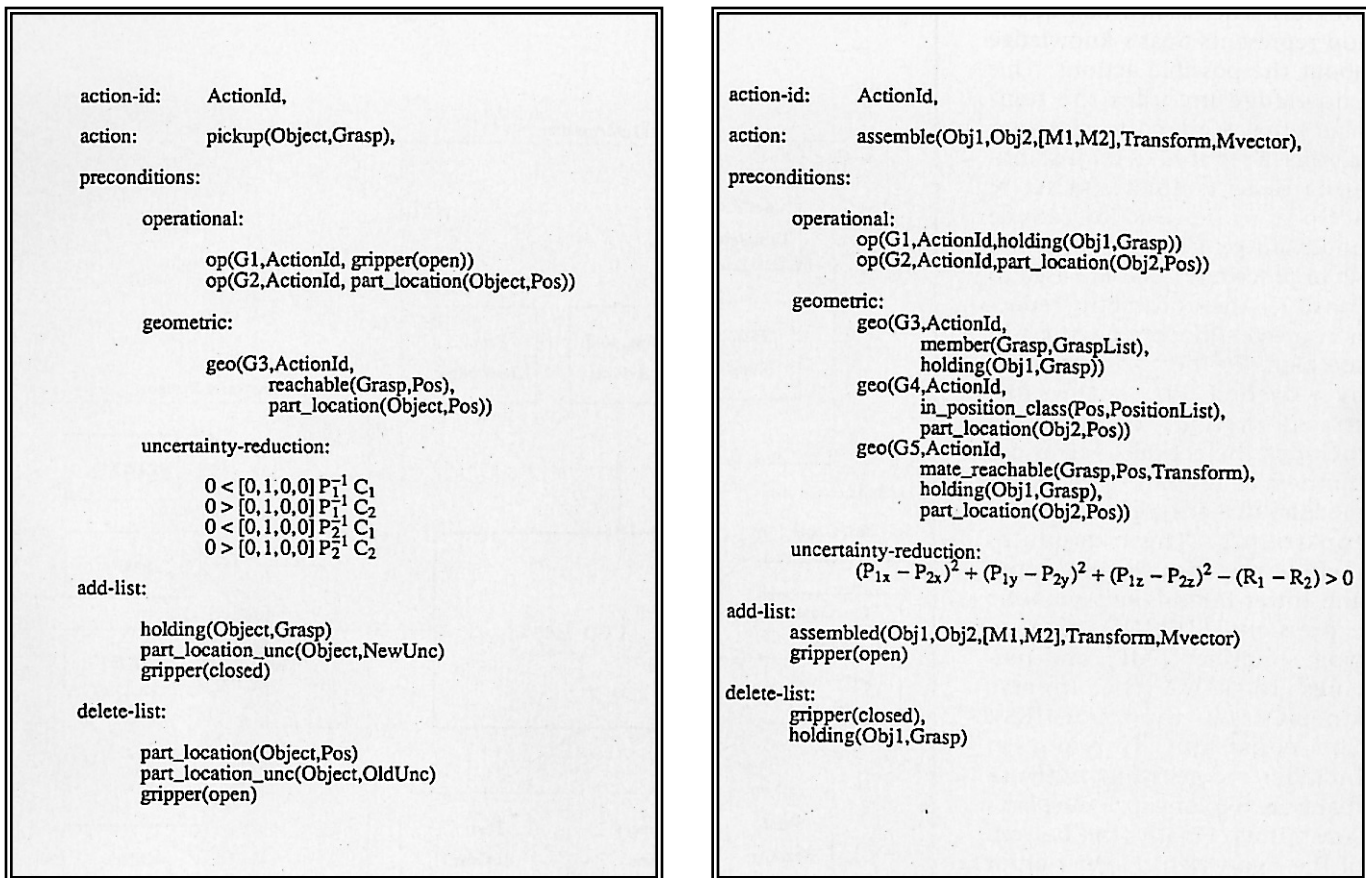 action-id: ActionId,
action: pickup(Object,Grasp),
preconditions:
operational:
op(G1,ActionId, gripper(open))
op(G2,ActionId, part_location(Object,Pos))
geometric:
geo(G3,ActionId,
reachable(Grasp,Pos),
part_location(Object,Pos))
uncertainty-reduction:
0 < [0,1,0,0] P₁⁻¹ C₁
0 > [0,1,0,0] P₁⁻¹ C₂
0 < [0,1,0,0] P₂⁻¹ C₁
0 > [0,1,0,0] P₂⁻¹ C₂
add-list:
holding(Object,Grasp)
part_location_unc(Object,NewUnc)
gripper(closed)
delete-list:
part_location(Object,Pos)
part_location_unc(Object,OldUnc)
gripper(open)
action-id: ActionId,
action: assemble(Obj1,Obj2,[M1,M2],Transform,Mvector),
preconditions:
operational:
op(G1,ActionId,holding(Obj1,Grasp))
op(G2,ActionId,part_location(Obj2,Pos))
geometric:
geo(G3,ActionId,
member(Grasp,GraspList),
holding(Obj1,Grasp))
geo(G4,ActionId,
in_position_class(Pos,PositionList),
part_location(Obj2,Pos))
geo(G5,ActionId,
mate_reachable(Grasp,Pos,Transform),
holding(Obj1,Grasp),
part_location(Obj2,Pos))
uncertainty-reduction:
(P₁ₓ − P₂ₓ)² + (P₁y − P₂y)² + (P₁z − P₂z)² − (R₁ − R₂) > 0
add-list:
assembled(Obj1,Obj2,[M1,M2],Transform,Mvector)
gripper(open)
delete-list:
gripper(closed),
holding(Obj1,Grasp)